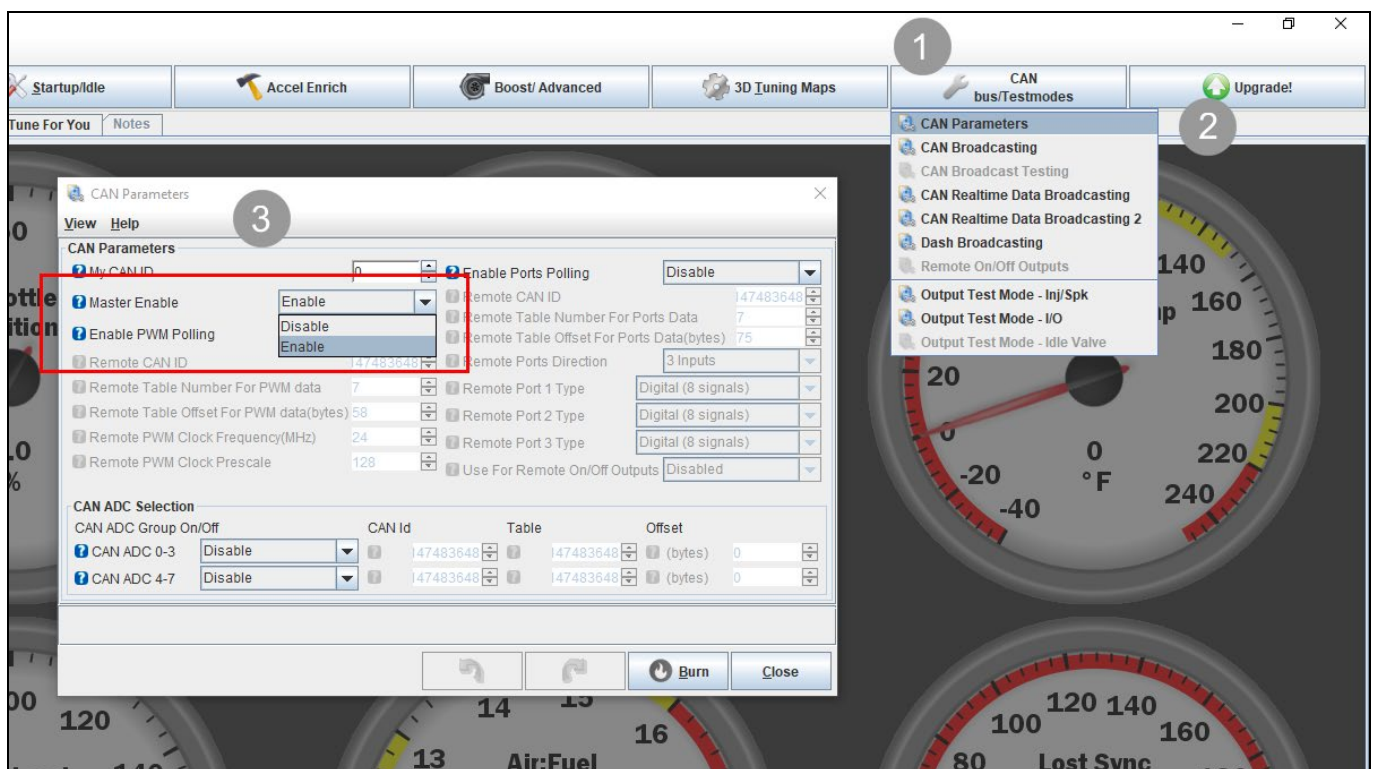 1
Startup/Idle
Accel Enrich
Boost/ Advanced
3D Tuning Maps
CAN
bus/Testmodes
Upgrade!
Tune For You
Notes
2
CAN Parameters
CAN Broadcasting
CAN Broadcast Testing
CAN Realtime Data Broadcasting
CAN Realtime Data Broadcasting 2
Dash Broadcasting
Remote On/Off Outputs
Output Test Mode - Inj/Spk
Output Test Mode - I/O
Output Test Mode - Idle Valve
CAN Parameters
3
View Help
CAN Parameters
My CAN ID 0
Master Enable Enable
Disable
Enable
Enable PWM Polling
Remote CAN ID 147483648
Remote Table Number For PWM data 7
Remote Table Offset For PWM data(bytes) 58
Remote PWM Clock Frequency(MHz) 24
Remote PWM Clock Prescale 128
Enable Ports Polling Disable
Remote CAN ID 147483648
Remote Table Number For Ports Data 7
Remote Table Offset For Ports Data(bytes) 75
Remote Ports Direction 3 Inputs
Remote Port 1 Type Digital (8 signals)
Remote Port 2 Type Digital (8 signals)
Remote Port 3 Type Digital (8 signals)
Use For Remote On/Off Outputs Disabled
CAN ADC Selection
CAN ADC Group On/Off CAN Id Table Offset
CAN ADC 0-3 Disable 147483648 147483648 (bytes) 0
CAN ADC 4-7 Disable 147483648 147483648 (bytes) 0
Burn Close
140
160
180
200
220
240
20
0
-20
-40
0
°F
%
120
13
14
15
16
Air:Fuel
80
100
120
140
160
Lost Sync